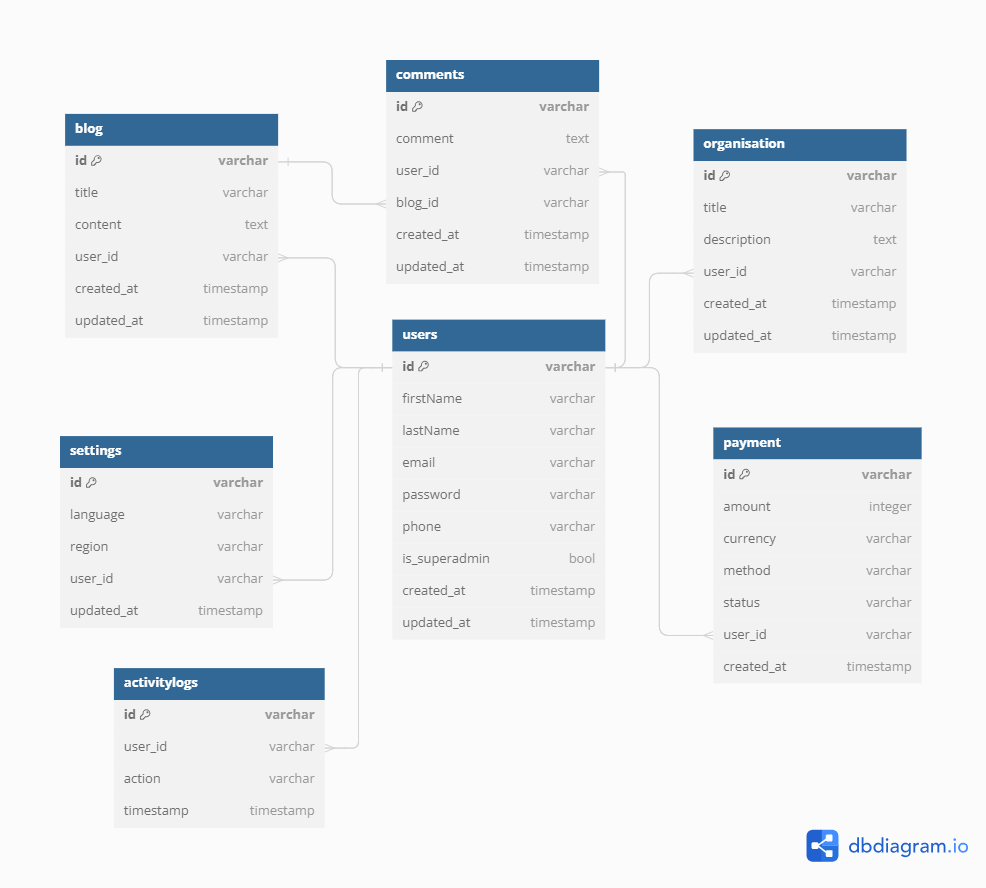 comments
id varchar
comment text
user_id varchar
blog_id varchar
created_at timestamp
updated_at timestamp
blog
id varchar
title varchar
content text
user_id varchar
created_at timestamp
updated_at timestamp
organisation
id varchar
title varchar
description text
user_id varchar
created_at timestamp
updated_at timestamp
users
id varchar
firstName varchar
lastName varchar
email varchar
password varchar
phone varchar
is_superadmin bool
created_at timestamp
updated_at timestamp
settings
id varchar
language varchar
region varchar
user_id varchar
updated_at timestamp
payment
id varchar
amount integer
currency varchar
method varchar
status varchar
user_id varchar
created_at timestamp
activitylogs
id varchar
user_id varchar
action varchar
timestamp timestamp
dbdiagram.io